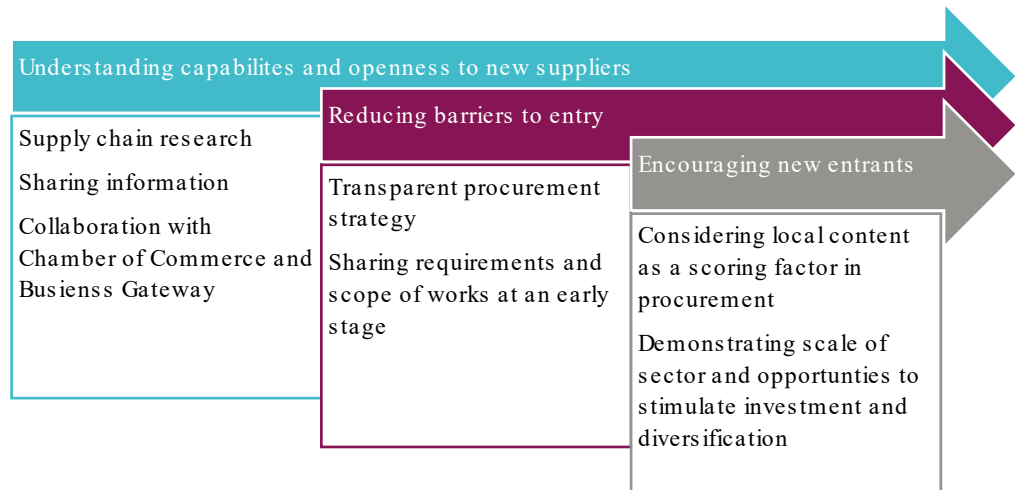 Understanding capabilites and openness to new suppliers
Supply chain research
Sharing information
Collaboration with
Chamber of Commerce and
Busienss Gateway
Reducing barriers to entry
Transparent procurement
strategy
Sharing requirements and
scope of works at an early
stage
Encouraging new entrants
Considering local content
as a scoring factor in
procurement
Demonstrating scale of
sector and opportunties to
stimulate investment and
diversification